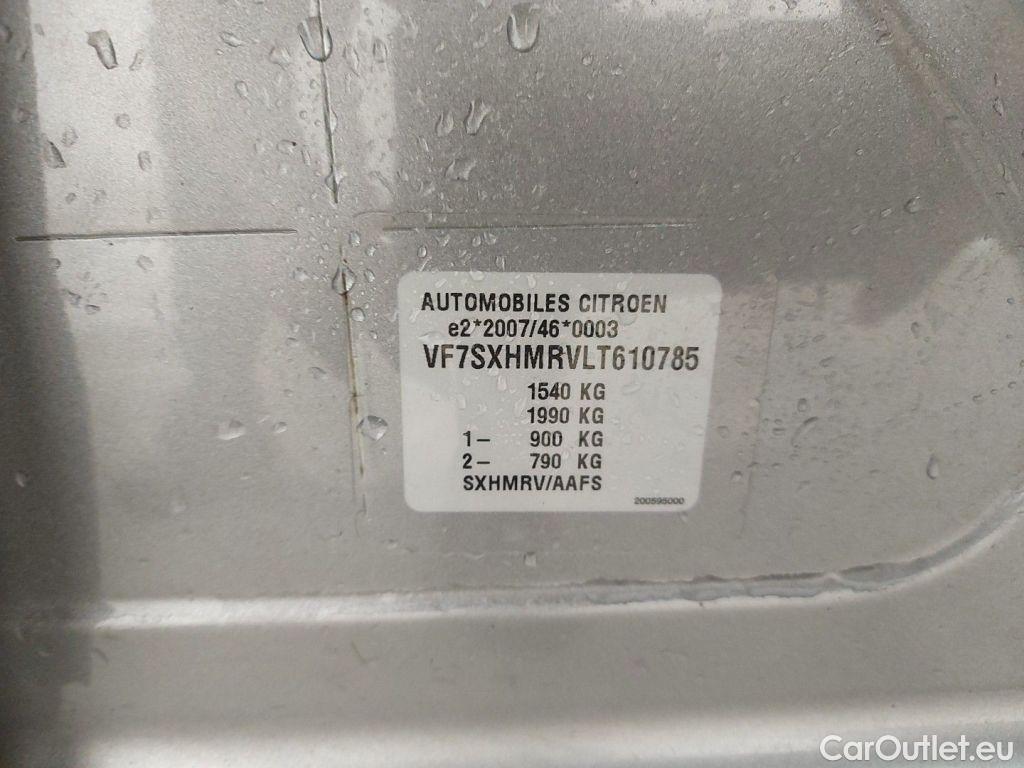 AUTOMOBILES CITROEN
e2*2007/46*0003
VF7SXHMRVLT610785
1540 KG
1990 KG
1– 900 KG
2– 790 KG
SXHMRV/AAFS
200595000
CarOutlet.eu